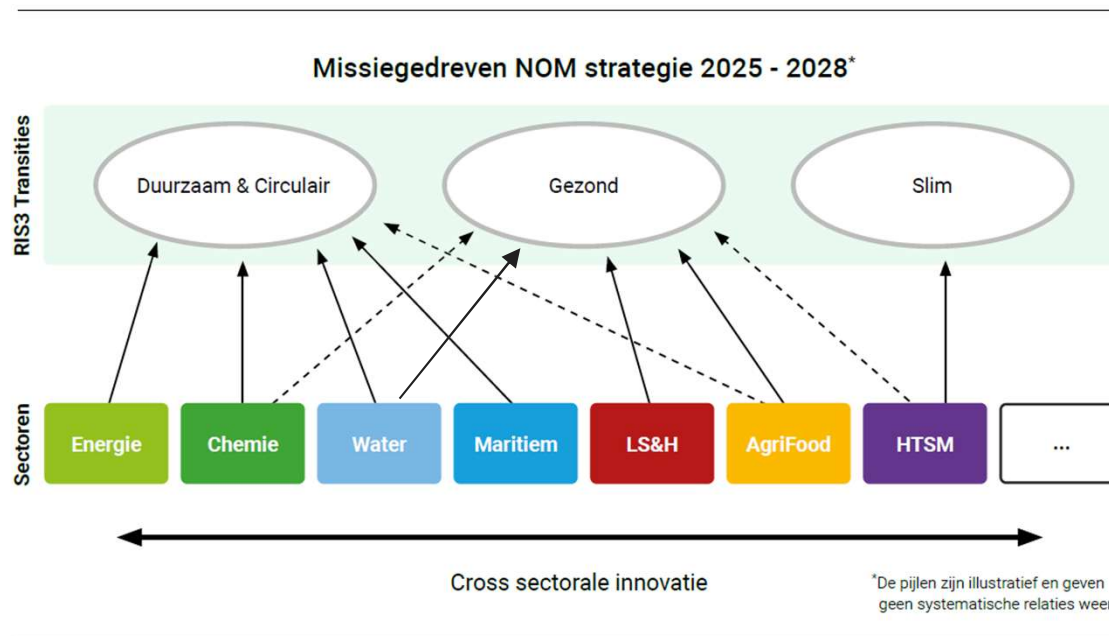 Missiegedreven NOM strategie 2025 - 2028*
RIS3 Transities
Duurzaam & Circulair
Gezond
Slim
Sectoren
Energie
Chemie
Water
Maritiem
LS&H
AgriFood
HTSM
...
Cross sectorale innovatie
*De pijlen zijn illustratief en geven
geen systematische relaties weer